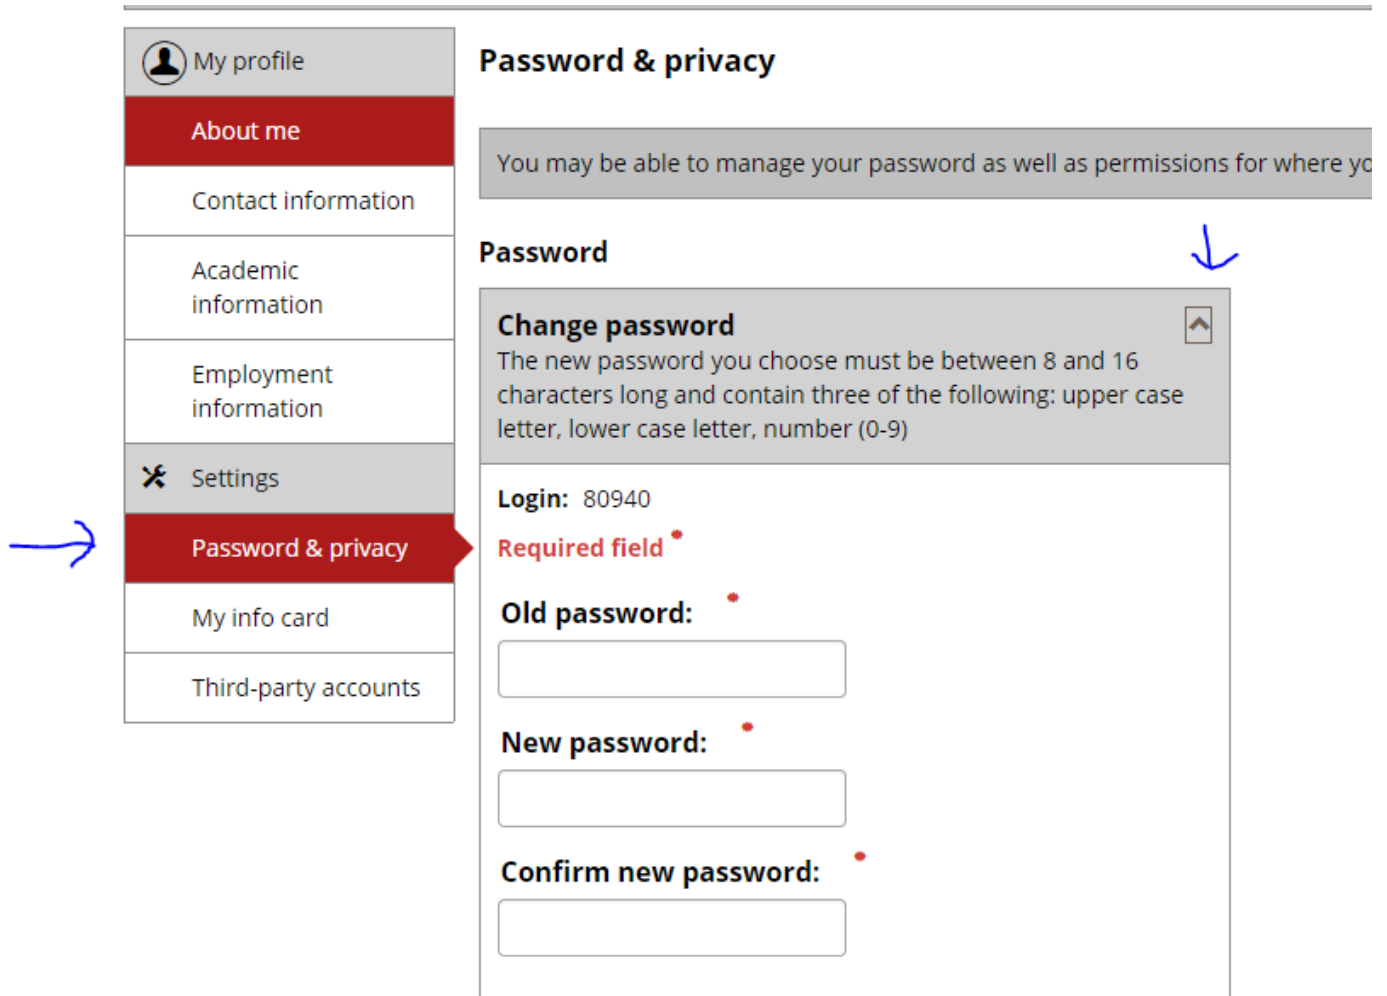 My profile
About me
Contact information
Academic
information
Employment
information
Settings
Password & privacy
My info card
Third-party accounts
Password & privacy
You may be able to manage your password as well as permissions for where yo
Password
Change password
The new password you choose must be between 8 and 16
characters long and contain three of the following: upper case
letter, lower case letter, number (0-9)
Login: 80940
Required field *
Old password: *
New password: *
Confirm new password: *